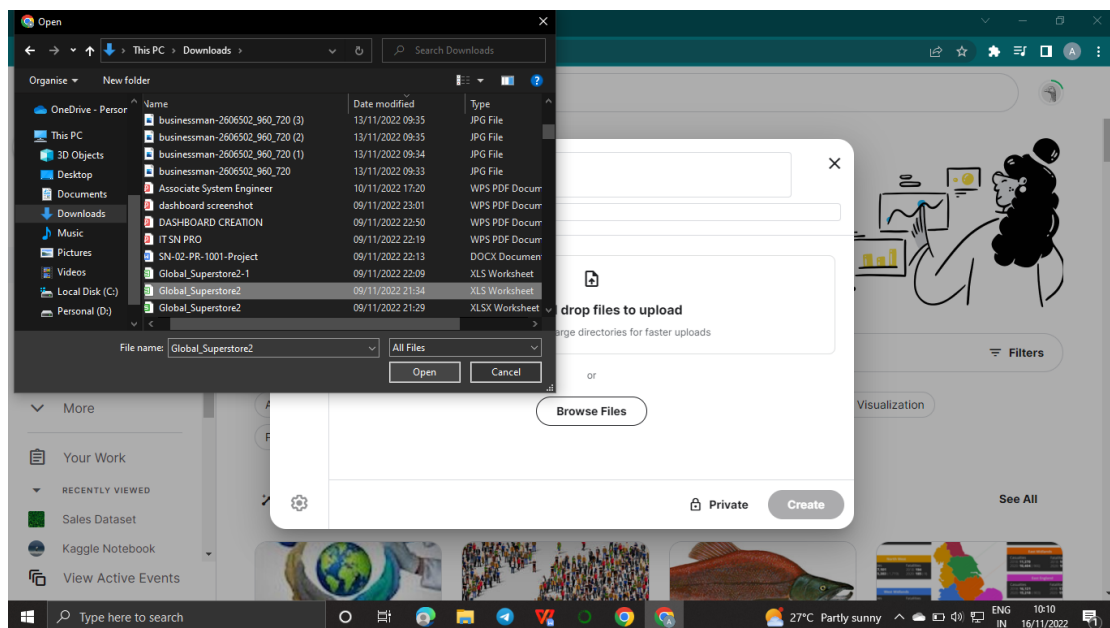 Open
This PC > Downloads >
Search Downloads
Organise
New folder
?
Name
Date modified
Type
OneDrive - Person
This PC
3D Objects
Desktop
Documents
Downloads
Music
Pictures
Videos
Local Disk (C:)
Personal (D:)
businessman-2606502_960_720 (3) 13/11/2022 09:35 JPG File
businessman-2606502_960_720 (2) 13/11/2022 09:35 JPG File
businessman-2606502_960_720 (1) 13/11/2022 09:34 JPG File
businessman-2606502_960_720 13/11/2022 09:33 JPG File
Associate System Engineer 10/11/2022 17:20 WPS PDF Docum
dashboard screenshot 09/11/2022 23:01 WPS PDF Docum
DASHBOARD CREATION 09/11/2022 22:50 WPS PDF Docum
IT SN PRO 09/11/2022 22:19 WPS PDF Docum
SN-02-PR-1001-Project 09/11/2022 22:13 DOCX Document
Global_Superstore2-1 09/11/2022 22:09 XLS Worksheet
Global_Superstore2 09/11/2022 21:34 XLS Worksheet
Global_Superstore2 09/11/2022 21:29 XLSX Worksheet
File name: Global_Superstore2
All Files
Open
Cancel
A
drop files to upload
arge directories for faster uploads
or
Browse Files
Private
Create
Filters
Visualization
See All
More
Your Work
RECENTLY VIEWED
Sales Dataset
Kaggle Notebook
View Active Events
Type here to search
27°C Partly sunny
ENG
IN
10:10
16/11/2022